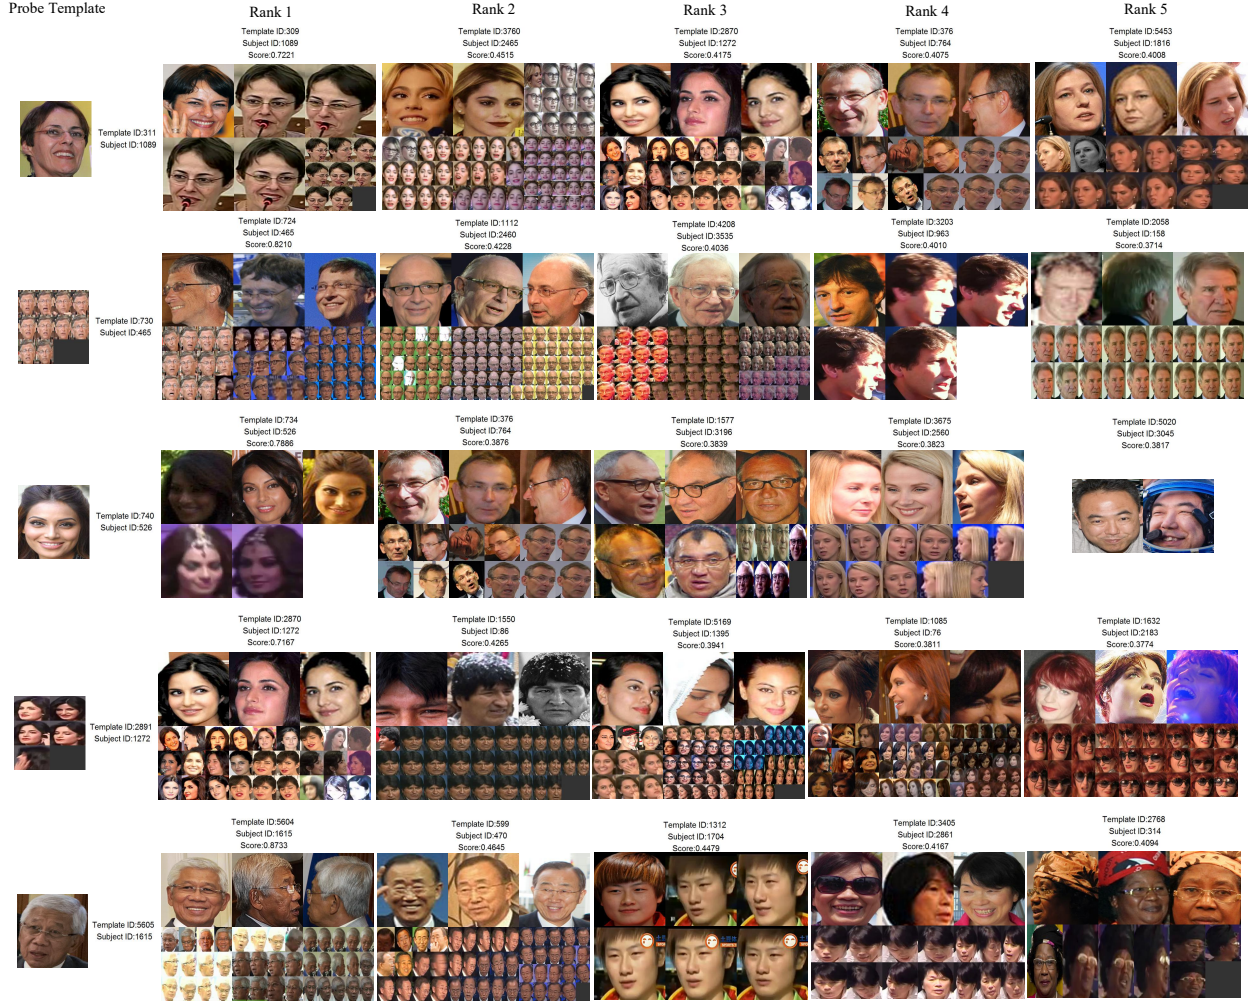 Probe Template
Rank 1
Rank 2
Rank 3
Rank 4
Rank 5
Template ID:311
Subject ID:1089
Template ID:309
Subject ID:1089
Score:0.7221
Template ID:3760
Subject ID:2465
Score:0.4515
Template ID:2870
Subject ID:1272
Score:0.4175
Template ID:376
Subject ID:764
Score:0.4075
Template ID:5453
Subject ID:1816
Score:0.4008
Template ID:730
Subject ID:465
Template ID:724
Subject ID:465
Score:0.8210
Template ID:1112
Subject ID:2460
Score:0.4228
Template ID:4208
Subject ID:3535
Score:0.4036
Template ID:3203
Subject ID:963
Score:0.4010
Template ID:2058
Subject ID:158
Score:0.3714
Template ID:740
Subject ID:526
Template ID:734
Subject ID:526
Score:0.7886
Template ID:376
Subject ID:764
Score:0.3876
Template ID:1577
Subject ID:3196
Score:0.3839
Template ID:3675
Subject ID:2560
Score:0.3823
Template ID:5020
Subject ID:3045
Score:0.3817
Template ID:2891
Subject ID:1272
Template ID:2870
Subject ID:1272
Score:0.7167
Template ID:1550
Subject ID:86
Score:0.4265
Template ID:5169
Subject ID:1395
Score:0.3941
Template ID:1085
Subject ID:76
Score:0.3811
Template ID:1632
Subject ID:2183
Score:0.3774
Template ID:5605
Subject ID:1615
Template ID:5604
Subject ID:1615
Score:0.8733
Template ID:599
Subject ID:470
Score:0.4645
Template ID:1312
Subject ID:1704
Score:0.4479
Template ID:3405
Subject ID:2861
Score:0.4167
Template ID:2768
Subject ID:314
Score:0.4094